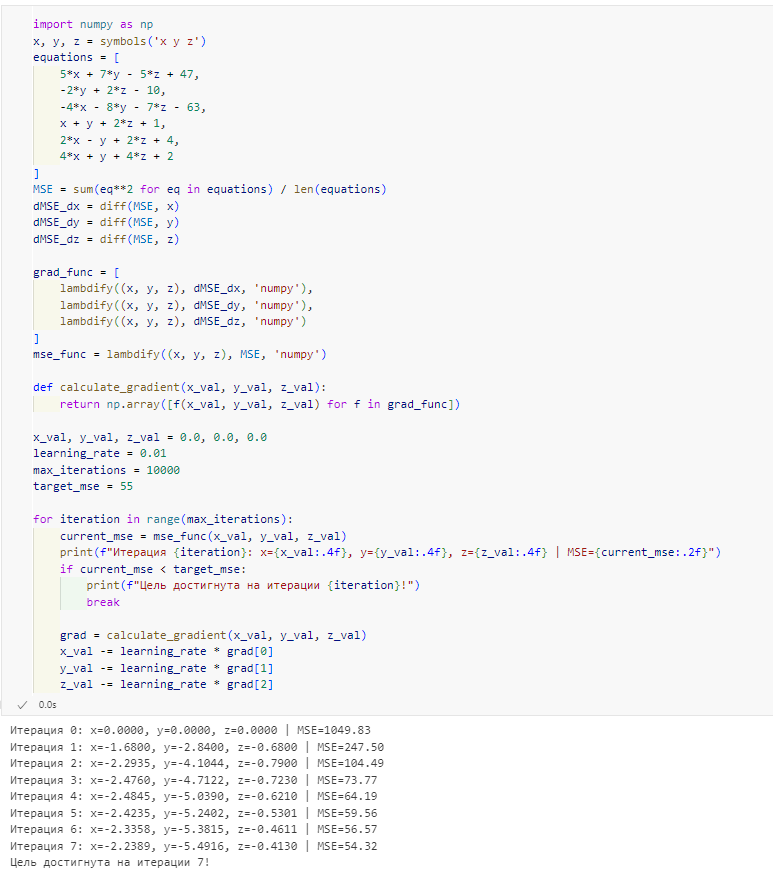 import numpy as np
x, y, z = symbols('x y z')
equations = [
    5*x + 7*y - 5*z + 47,
    -2*y + 2*z - 10,
    -4*x - 8*y - 7*z - 63,
    x + y + 2*z + 1,
    2*x - y + 2*z + 4,
    4*x + y + 4*z + 2
]
MSE = sum(eq**2 for eq in equations) / len(equations)
dMSE_dx = diff(MSE, x)
dMSE_dy = diff(MSE, y)
dMSE_dz = diff(MSE, z)
grad_func = [
    lambdify((x, y, z), dMSE_dx, 'numpy'),
    lambdify((x, y, z), dMSE_dy, 'numpy'),
    lambdify((x, y, z), dMSE_dz, 'numpy')
]
mse_func = lambdify((x, y, z), MSE, 'numpy')
def calculate_gradient(x_val, y_val, z_val):
    return np.array([f(x_val, y_val, z_val) for f in grad_func])
x_val, y_val, z_val = 0.0, 0.0, 0.0
learning_rate = 0.01
max_iterations = 10000
target_mse = 55
for iteration in range(max_iterations):
    current_mse = mse_func(x_val, y_val, z_val)
    print(f"Итерация {iteration}: x={x_val:.4f}, y={y_val:.4f}, z={z_val:.4f} | MSE={current_mse:.2f}")
    if current_mse < target_mse:
        print(f"Цель достигнута на итерации {iteration}!")
        break
    grad = calculate_gradient(x_val, y_val, z_val)
    x_val -= learning_rate * grad[0]
    y_val -= learning_rate * grad[1]
    z_val -= learning_rate * grad[2]
✓ 0.0s
Итерация 0: x=0.0000, y=0.0000, z=0.0000 | MSE=1049.83
Итерация 1: x=-1.6800, y=-2.8400, z=-0.6800 | MSE=247.50
Итерация 2: x=-2.2935, y=-4.1044, z=-0.7900 | MSE=104.49
Итерация 3: x=-2.4760, y=-4.7122, z=-0.7230 | MSE=73.77
Итерация 4: x=-2.4845, y=-5.0390, z=-0.6210 | MSE=64.19
Итерация 5: x=-2.4235, y=-5.2402, z=-0.5301 | MSE=59.56
Итерация 6: x=-2.3358, y=-5.3815, z=-0.4611 | MSE=56.57
Итерация 7: x=-2.2389, y=-5.4916, z=-0.4130 | MSE=54.32
Цель достигнута на итерации 7!